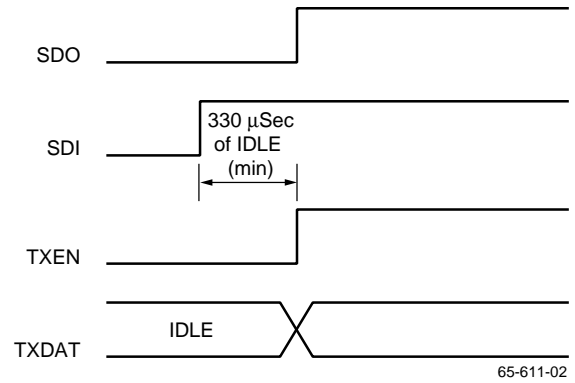 SDO
SDI
330 μSec
of IDLE
(min)
TXEN
TXDAT
IDLE
65-611-02